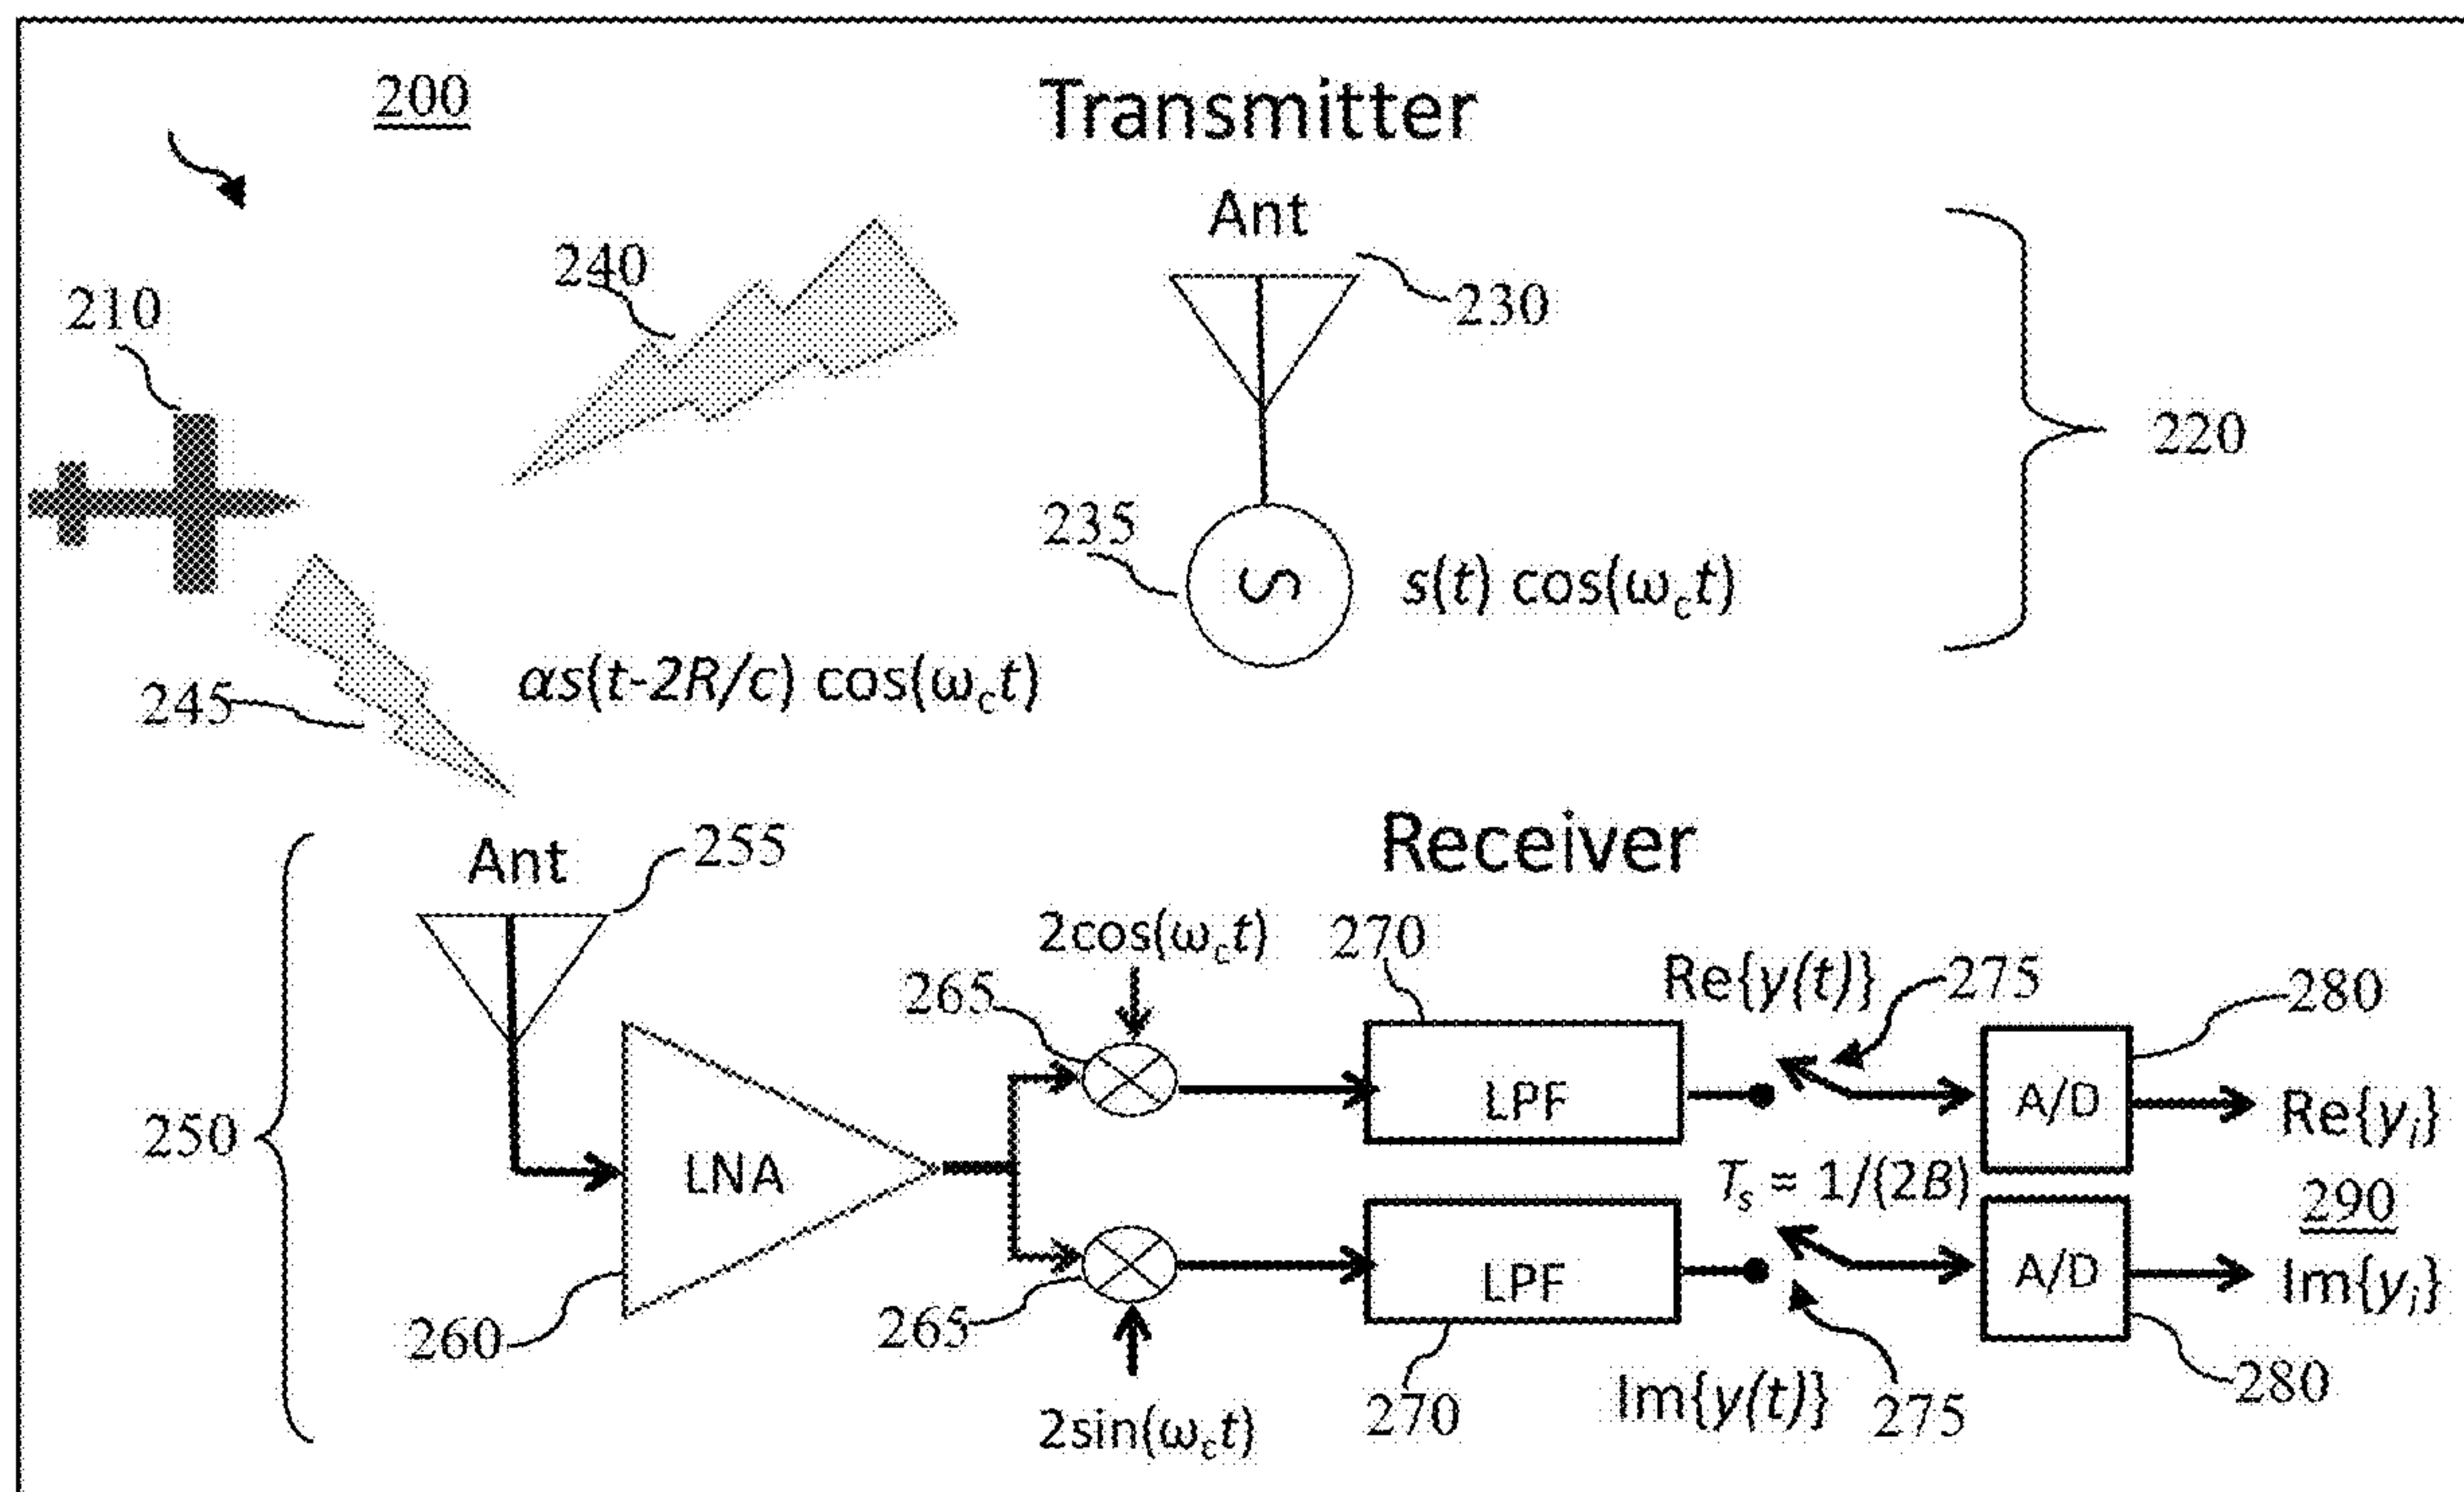 200
Transmitter
Ant
240
210
230
220
235
s(t) cos(ω_c t)
αs(t-2R/c) cos(ω_c t)
245
Receiver
Ant
255
2cos(ω_c t)
270
Re{y(t)}
275
280
265
LPF
A/D
Re{y_i}
250
LNA
T_s = 1/(2B)
290
LPF
A/D
Im{y_i}
260
265
270
Im{y(t)}
275
280
2sin(ω_c t)